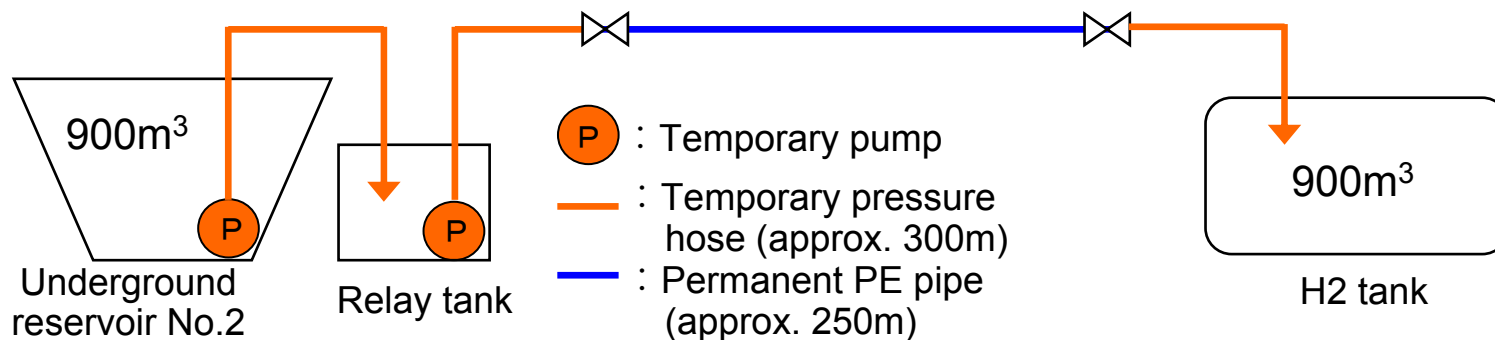 900m³
P
Underground
reservoir No.2
P
Relay tank
P : Temporary pump
: Temporary pressure
hose (approx. 300m)
: Permanent PE pipe
(approx. 250m)
900m³
H2 tank